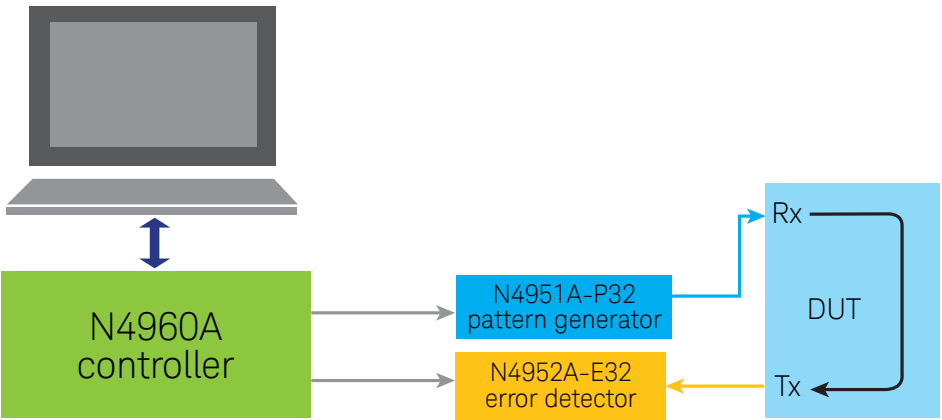 N4960A
controller
N4951A-P32
pattern generator
N4952A-E32
error detector
Rx
DUT
Tx